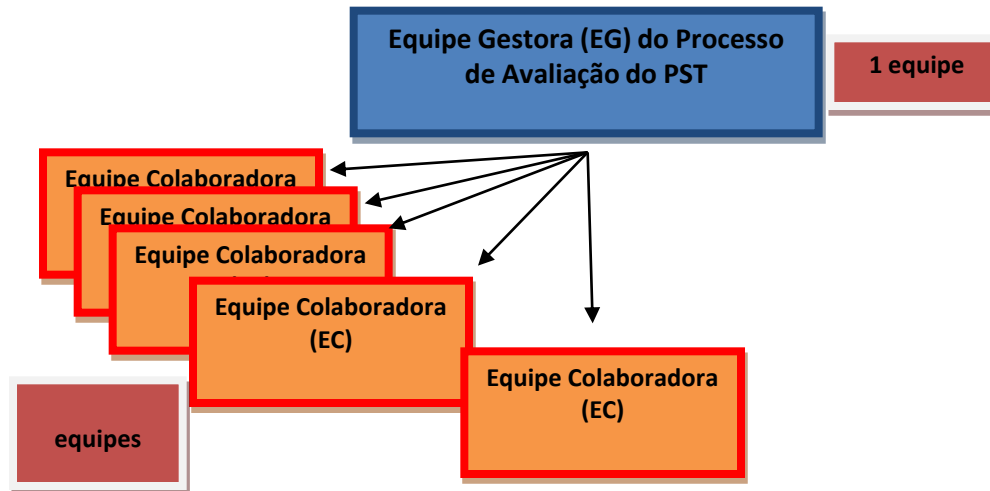 Equipe Gestora (EG) do Processo
de Avaliação do PST
1 equipe
Equipe Colaboradora
Equipe Colaboradora
Equipe Colaboradora
Equipe Colaboradora
(EC)
Equipe Colaboradora
(EC)
equipes